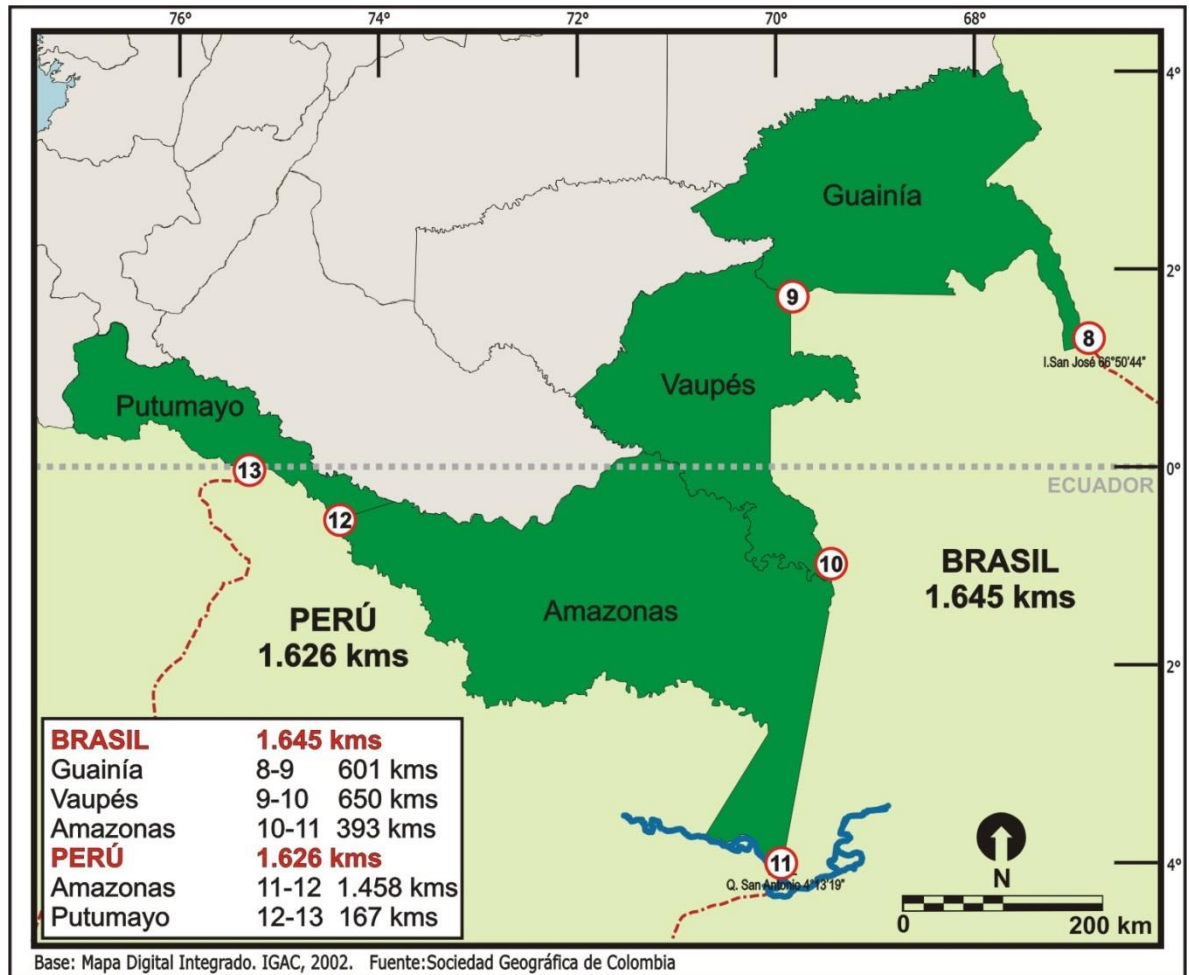 76° 74° 72° 70° 68°
4°
Guainía
2°
9
8
I.San José 66°50'44"
Vaupés
Putumayo
13
0°
ECUADOR
12
10
BRASIL
1.645 kms
Amazonas
PERÚ
1.626 kms
2°
BRASIL 1.645 kms
Guainía 8-9 601 kms
Vaupés 9-10 650 kms
Amazonas 10-11 393 kms
PERÚ 1.626 kms
Amazonas 11-12 1.458 kms
Putumayo 12-13 167 kms
11
4°
Q. San Antonio 4°13'19"
N
0 200 km
Base: Mapa Digital Integrado. IGAC, 2002. Fuente:Sociedad Geográfica de Colombia